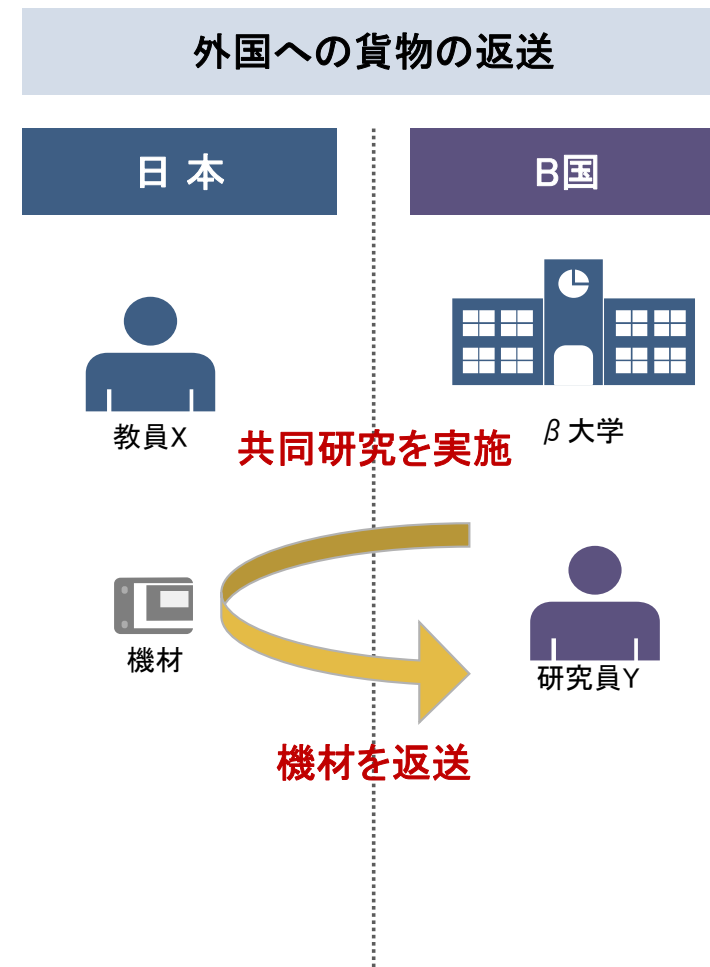 外国への貨物の返送
日本
B国
教員X
β大学
共同研究を実施
機材
研究員Y
機材を返送